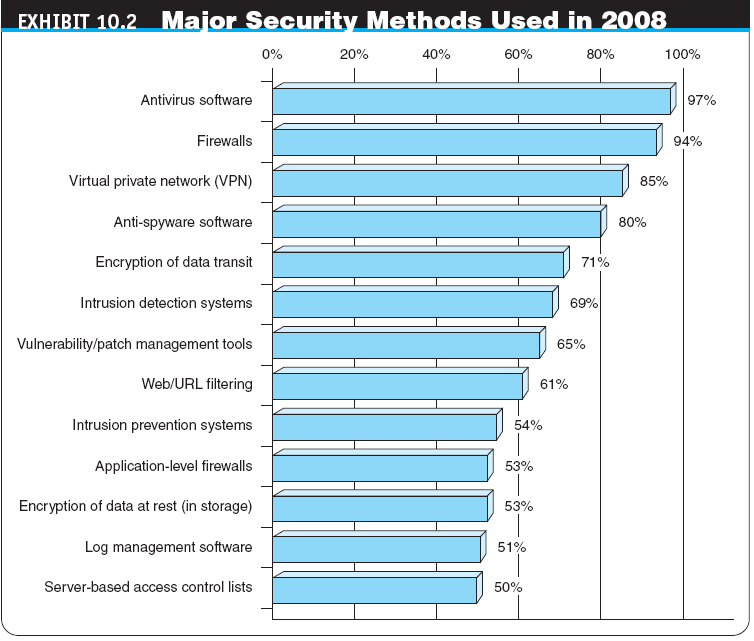 EXHIBIT 10.2 Major Security Methods Used in 2008
0% 20% 40% 60% 80% 100%
Antivirus software 97%
Firewalls 94%
Virtual private network (VPN) 85%
Anti-spyware software 80%
Encryption of data transit 71%
Intrusion detection systems 69%
Vulnerability/patch management tools 65%
Web/URL filtering 61%
Intrusion prevention systems 54%
Application-level firewalls 53%
Encryption of data at rest (in storage) 53%
Log management software 51%
Server-based access control lists 50%